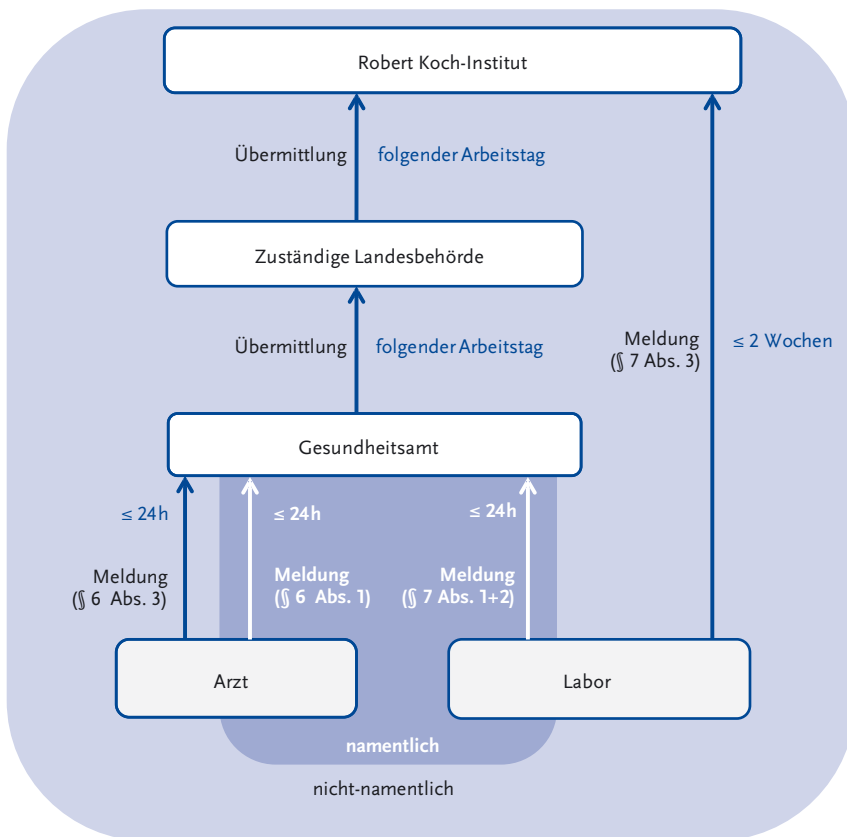 Robert Koch-Institut
Übermittlung folgender Arbeitstag
Zuständige Landesbehörde
Übermittlung folgender Arbeitstag
Meldung
(§ 7 Abs. 3)
≤ 2 Wochen
Gesundheitsamt
≤ 24h
≤ 24h
≤ 24h
Meldung
(§ 6 Abs. 3)
Meldung
(§ 6 Abs. 1)
Meldung
(§ 7 Abs. 1+2)
Arzt
Labor
namentlich
nicht-namentlich